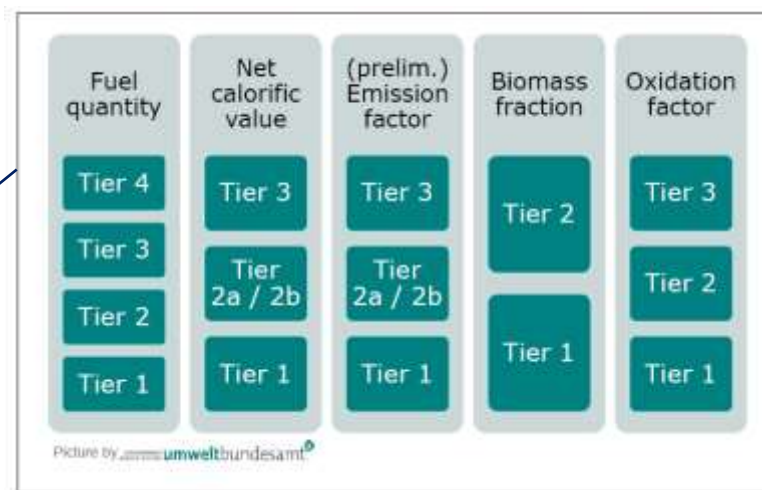 Fuel
quantity
Tier 4
Tier 3
Tier 2
Tier 1
Net
calorific
value
Tier 3
Tier
2a / 2b
Tier 1
(prelim.)
Emission
factor
Tier 3
Tier
2a / 2b
Tier 1
Biomass
fraction
Tier 2
Tier 1
Oxidation
factor
Tier 3
Tier 2
Tier 1
Picture by umweltbundesamt